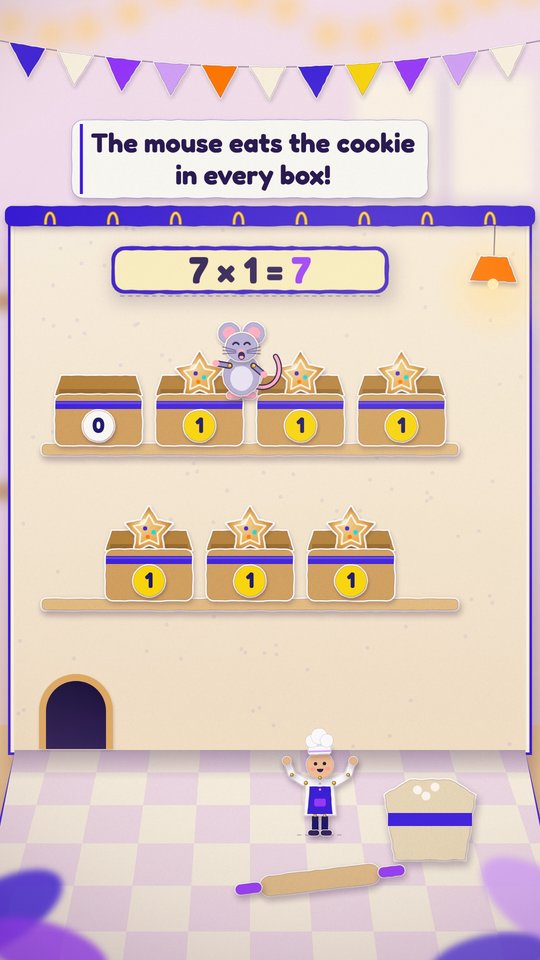 The mouse eats the cookie
in every box!
7 × 1 = 7
0 1 1 1
1 1 1